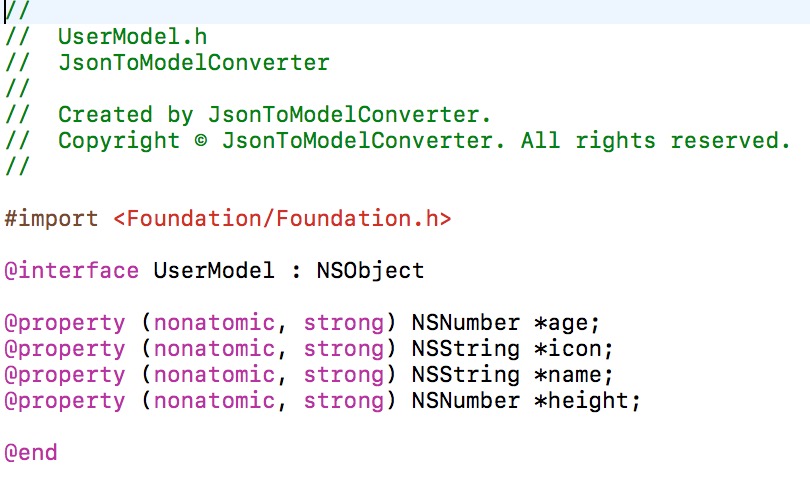 //
//  UserModel.h
//  JsonToModelConverter
//
//  Created by JsonToModelConverter.
//  Copyright © JsonToModelConverter. All rights reserved.
//
#import <Foundation/Foundation.h>
@interface UserModel : NSObject
@property (nonatomic, strong) NSNumber *age;
@property (nonatomic, strong) NSString *icon;
@property (nonatomic, strong) NSString *name;
@property (nonatomic, strong) NSNumber *height;
@end